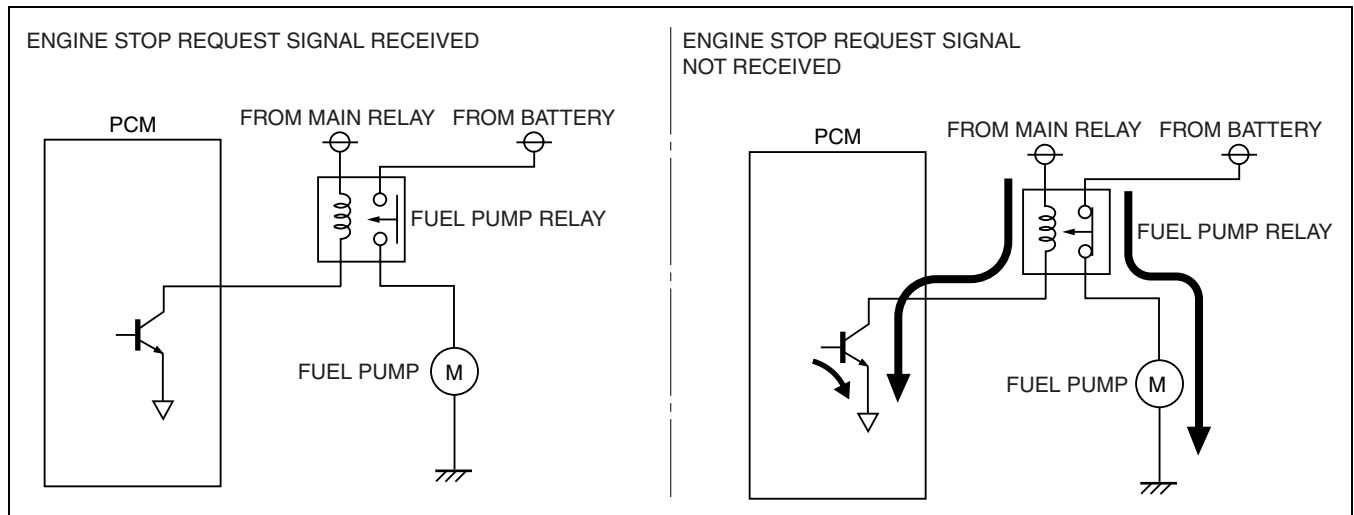 ENGINE STOP REQUEST SIGNAL RECEIVED
PCM
FROM MAIN RELAY
FROM BATTERY
FUEL PUMP RELAY
FUEL PUMP
M
ENGINE STOP REQUEST SIGNAL
NOT RECEIVED
PCM
FROM MAIN RELAY
FROM BATTERY
FUEL PUMP RELAY
FUEL PUMP
M